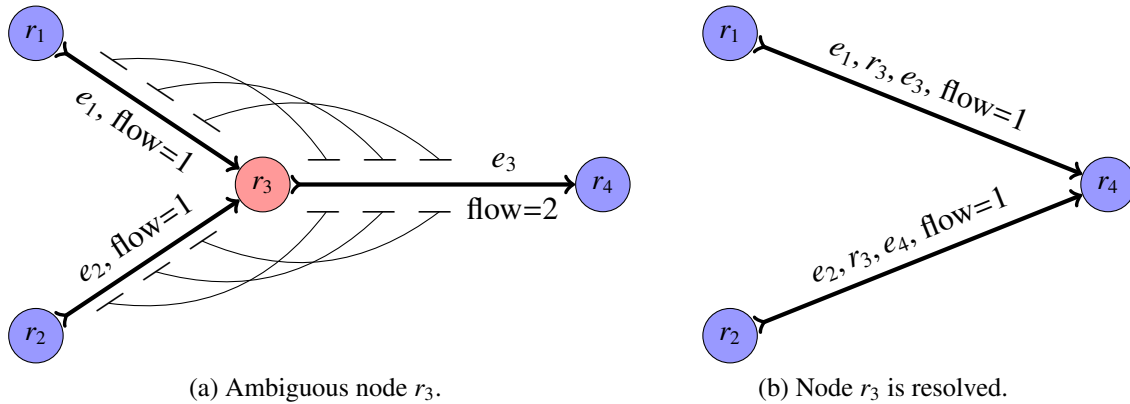 r1
e1, flow=1
r3
e3
flow=2
r4
e2, flow=1
r2
(a) Ambiguous node r3.
r1
e1, r3, e3, flow=1
r4
e2, r3, e4, flow=1
r2
(b) Node r3 is resolved.